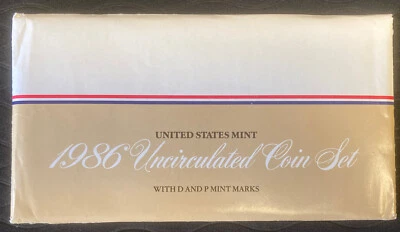 UNITED STATES MINT
1986 Uncirculated Coin Set
WITH D AND P MINT MARKS